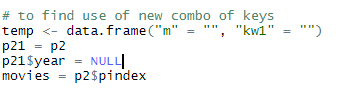 # to find use of new combo of keys
temp <- data.frame("m" = "", "kw1" = "")
p21 = p2
p21$year = NULL
movies = p2$pindex